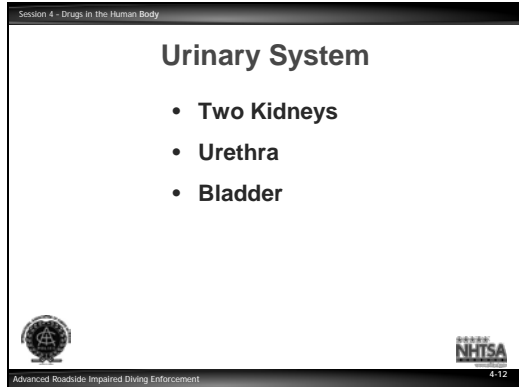 Session 4 - Drugs in the Human Body
Urinary System
• Two Kidneys
• Urethra
• Bladder
NHTSA
4-12
Advanced Roadside Impaired Diving Enforcement